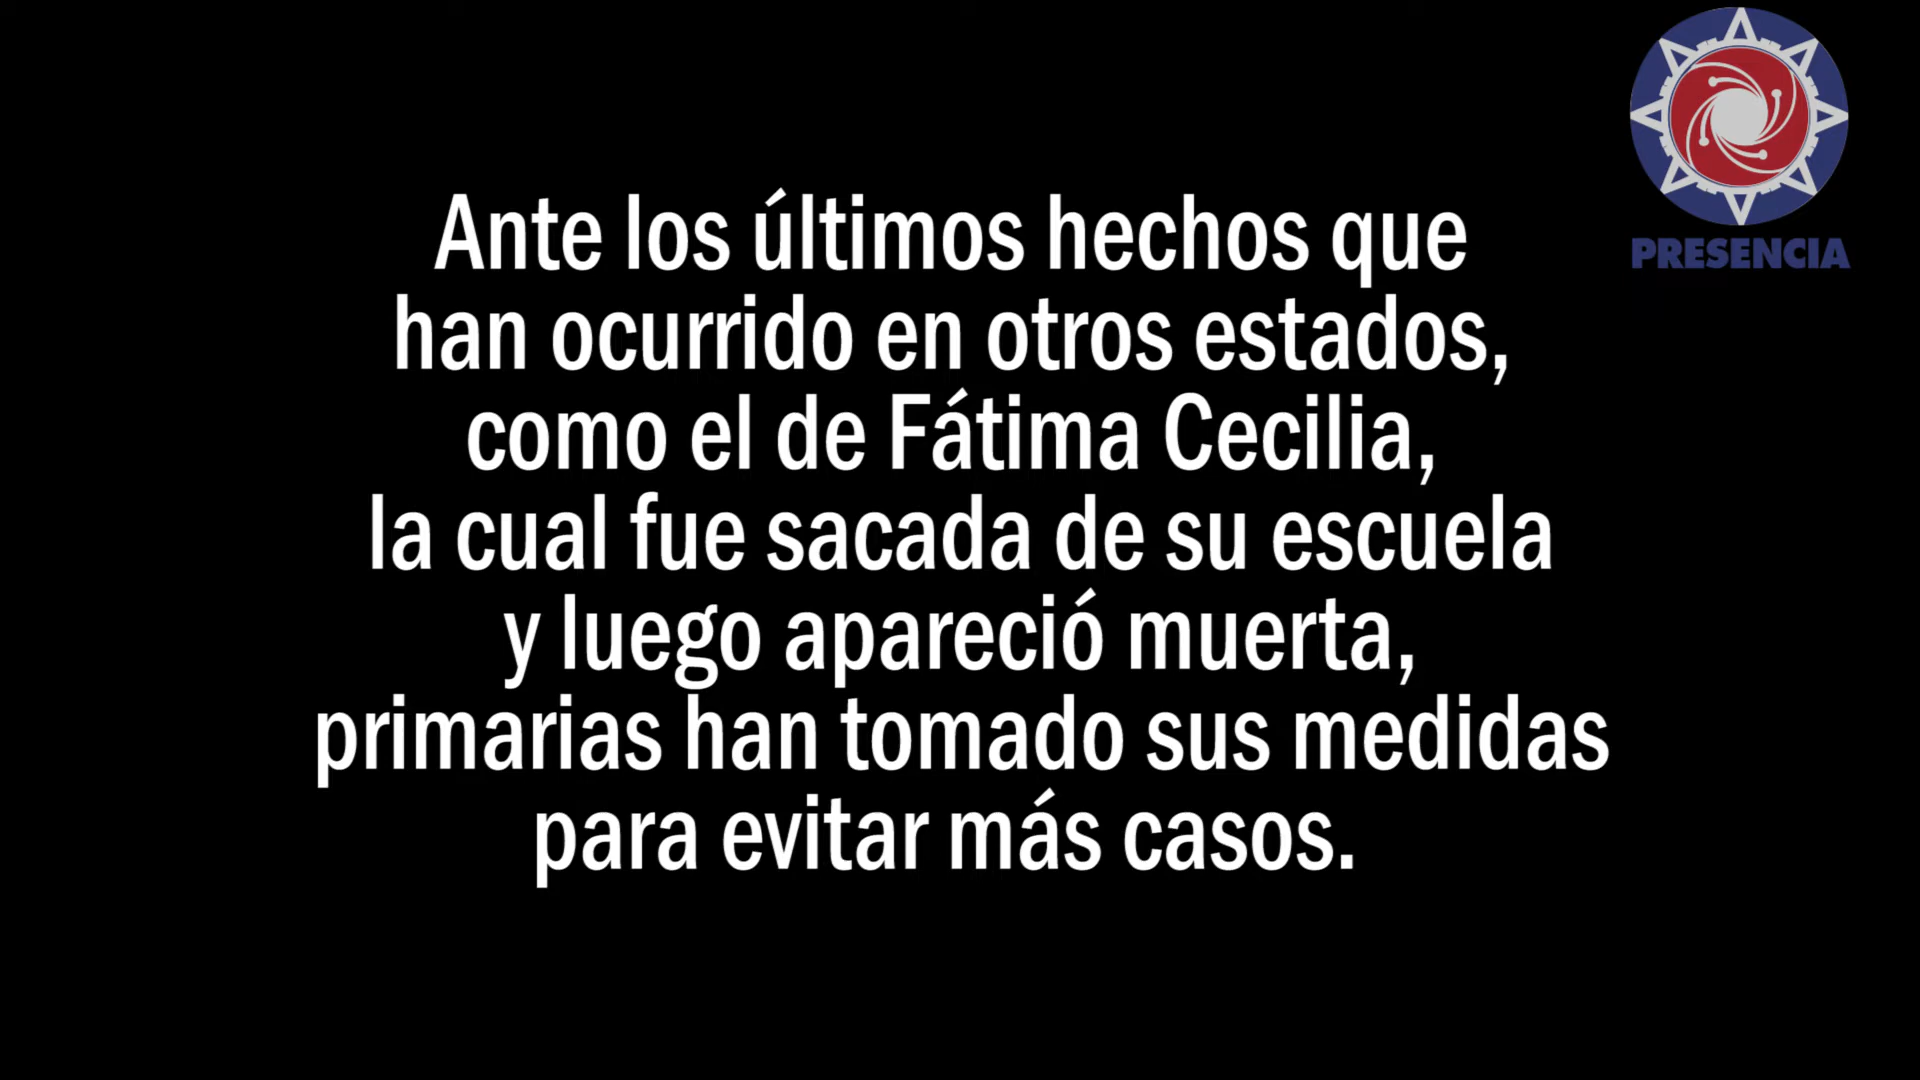 PRESENCIA
Ante los últimos hechos que
han ocurrido en otros estados,
como el de Fátima Cecilia,
la cual fue sacada de su escuela
y luego apareció muerta,
primarias han tomado sus medidas
para evitar más casos.